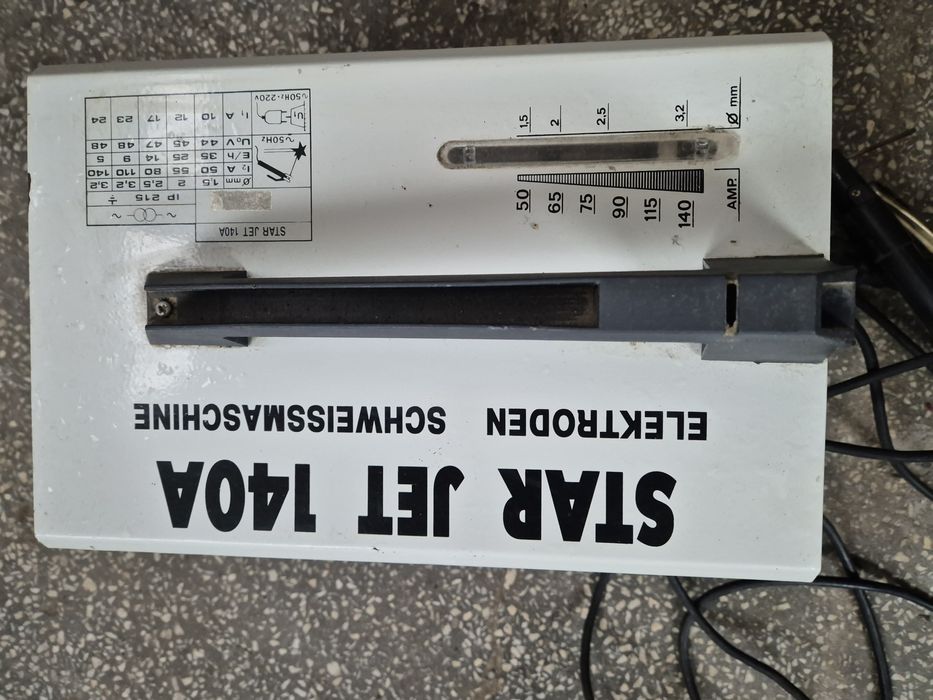 STAR JET 140A
ELEKTRODEN SCHWEISSMASCHINE
AMP. 140 115 90 75 65 50
Ø mm 3,2 2,5 2 1,5
STAR JET 140A
IP 215
Ø mm 1,5 2 2,5 3,2 3,2
I₂ A 50 55 80 110 140
E/h 35 25 14 9 5
~50Hz U₀V 44 45 47 48 48
U₁ I₁ A 10 12 17 23 24
~50Hz·220V